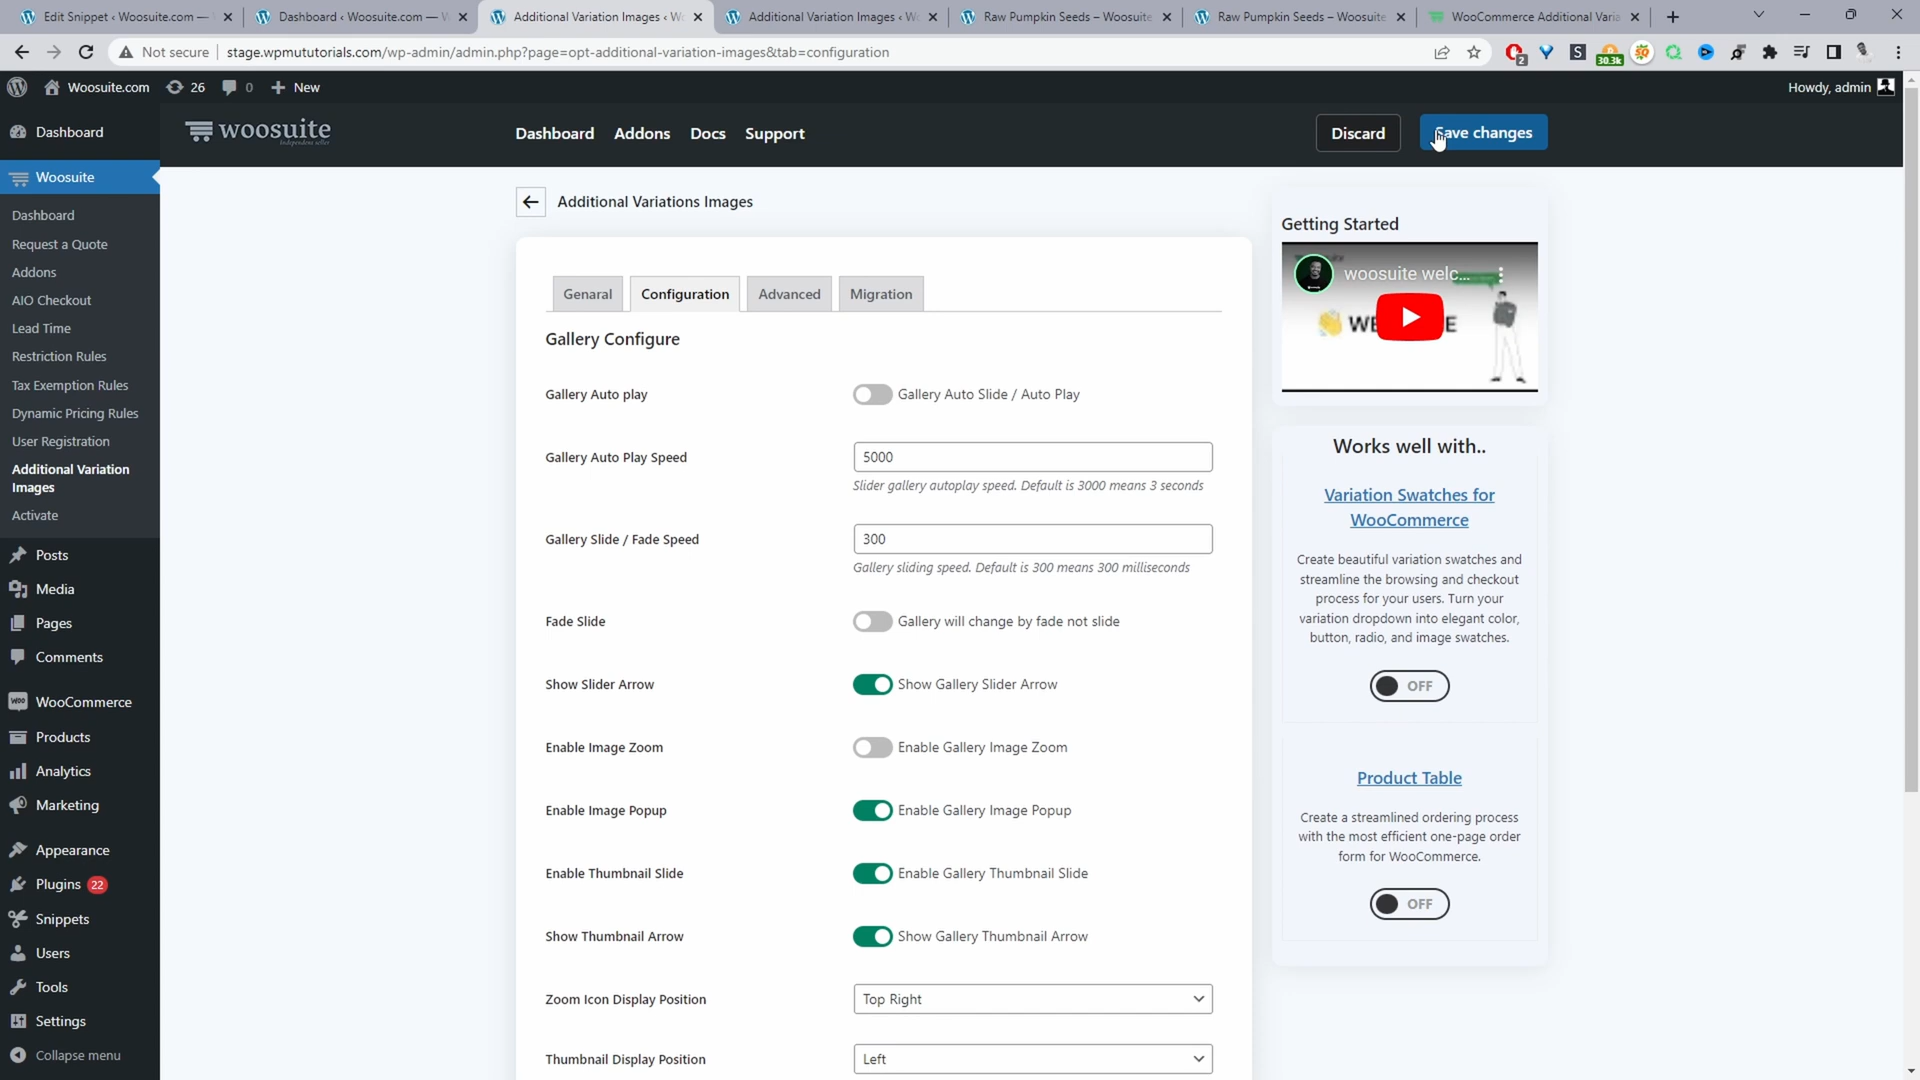 Edit Snippet ‹ Woosuite.com —
Dashboard ‹ Woosuite.com — W
Additional Variation Images ‹ Wo
Additional Variation Images ‹ Wo
Raw Pumpkin Seeds – Woosuite
Raw Pumpkin Seeds – Woosuite
WooCommerce Additional Varia
Not secure
stage.wpmututorials.com/wp-admin/admin.php?page=opt-additional-variation-images&tab=configuration
2
S
30.3k
Woosuite.com
26
0
New
Howdy, admin
Dashboard
woosuite
Independent seller
Dashboard
Addons
Docs
Support
Discard
Save changes
Woosuite
Dashboard
Request a Quote
Addons
AIO Checkout
Lead Time
Restriction Rules
Tax Exemption Rules
Dynamic Pricing Rules
User Registration
Additional Variation
Images
Activate
Posts
Media
Pages
Comments
WooCommerce
Products
Analytics
Marketing
Appearance
Plugins 22
Snippets
Users
Tools
Settings
Collapse menu
Additional Variations Images
Genaral
Configuration
Advanced
Migration
Gallery Configure
Gallery Auto play
Gallery Auto Slide / Auto Play
Gallery Auto Play Speed
5000
Slider gallery autoplay speed. Default is 3000 means 3 seconds
Gallery Slide / Fade Speed
300
Gallery sliding speed. Default is 300 means 300 milliseconds
Fade Slide
Gallery will change by fade not slide
Show Slider Arrow
Show Gallery Slider Arrow
Enable Image Zoom
Enable Gallery Image Zoom
Enable Image Popup
Enable Gallery Image Popup
Enable Thumbnail Slide
Enable Gallery Thumbnail Slide
Show Thumbnail Arrow
Show Gallery Thumbnail Arrow
Zoom Icon Display Position
Top Right
Thumbnail Display Position
Left
Getting Started
woosuite welc...
Works well with..
Variation Swatches for
WooCommerce
Create beautiful variation swatches and
streamline the browsing and checkout
process for your users. Turn your
variation dropdown into elegant color,
button, radio, and image swatches.
OFF
Product Table
Create a streamlined ordering process
with the most efficient one-page order
form for WooCommerce.
OFF